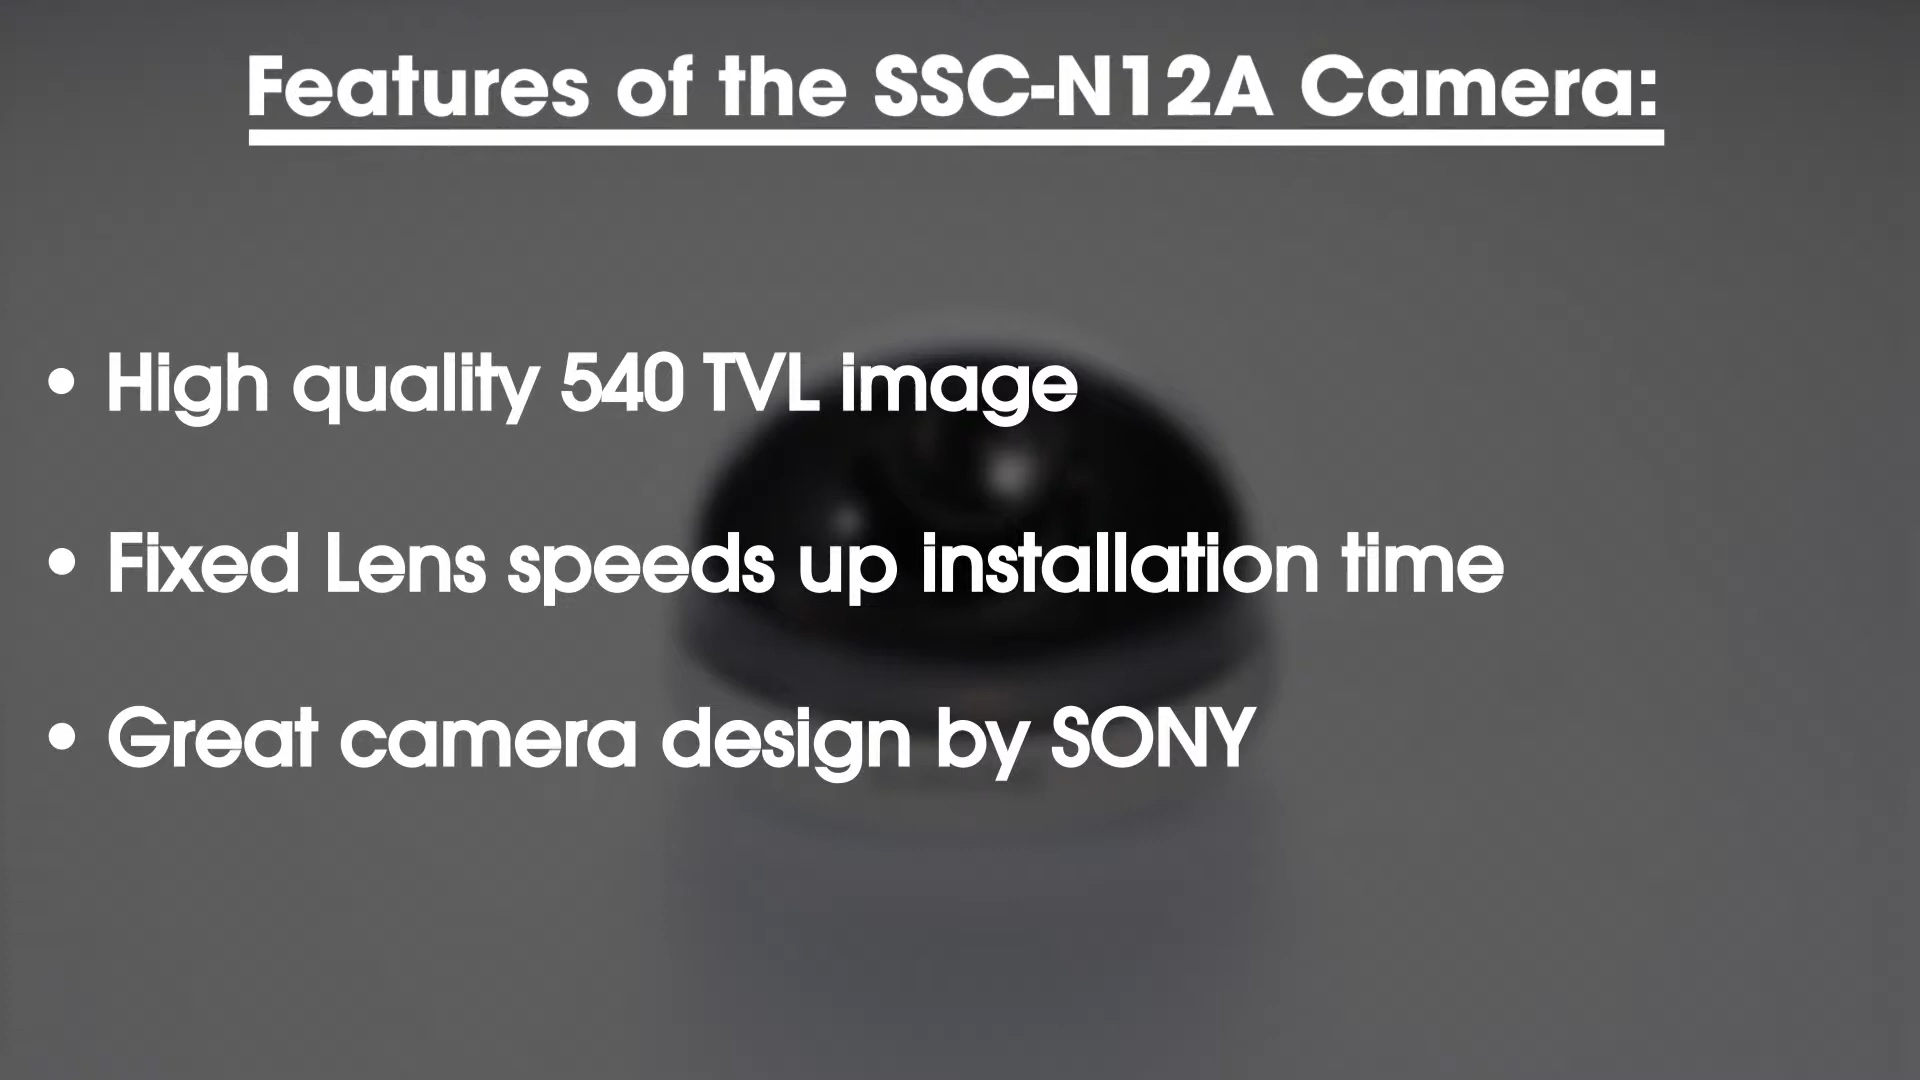 Features of the SSC-N12A Camera:
• High quality 540 TVL image
• Fixed Lens speeds up installation time
• Great camera design by SONY